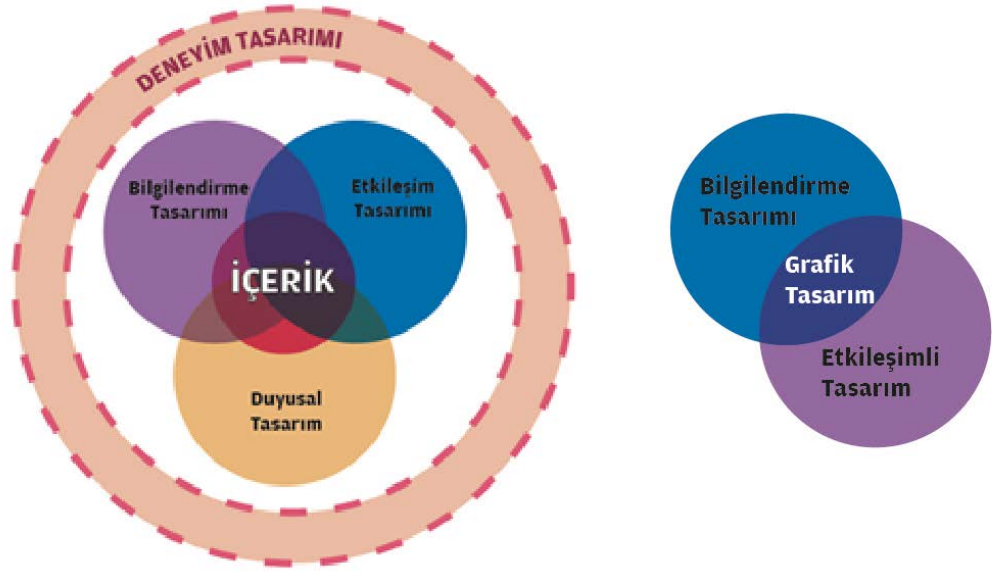 DENEYİM TASARIMI
Bilgilendirme
Tasarımı
Etkileşim
Tasarımı
İÇERİK
Duyusal
Tasarım
Bilgilendirme
Tasarımı
Grafik
Tasarım
Etkileşimli
Tasarım